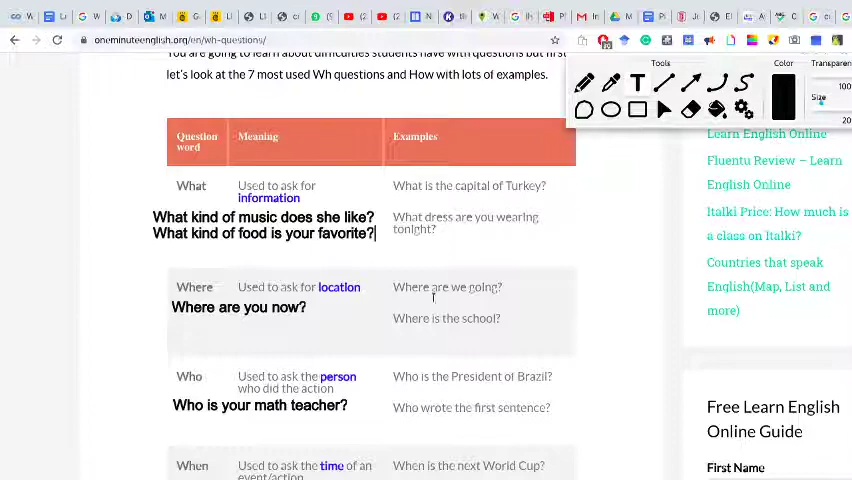 oneminuteenglish.org/en/wh-questions/
You are going to learn about difficulties students have with questions but first
let's look at the 7 most used Wh questions and How with lots of examples.
Tools
Color
Transparen
100
Size
20
Question word
Meaning
Examples
What
Used to ask for
information
What is the capital of Turkey?
What dress are you wearing
tonight?
What kind of music does she like?
What kind of food is your favorite?
Where
Used to ask for location
Where are we going?
Where is the school?
Where are you now?
Who
Used to ask the person
who did the action
Who is the President of Brazil?
Who wrote the first sentence?
Who is your math teacher?
When
Used to ask the time of an
event/action
When is the next World Cup?
Learn English Online
Fluentu Review – Learn
English Online
Italki Price: How much is
a class on Italki?
Countries that speak
English(Map, List and
more)
Free Learn English
Online Guide
First Name